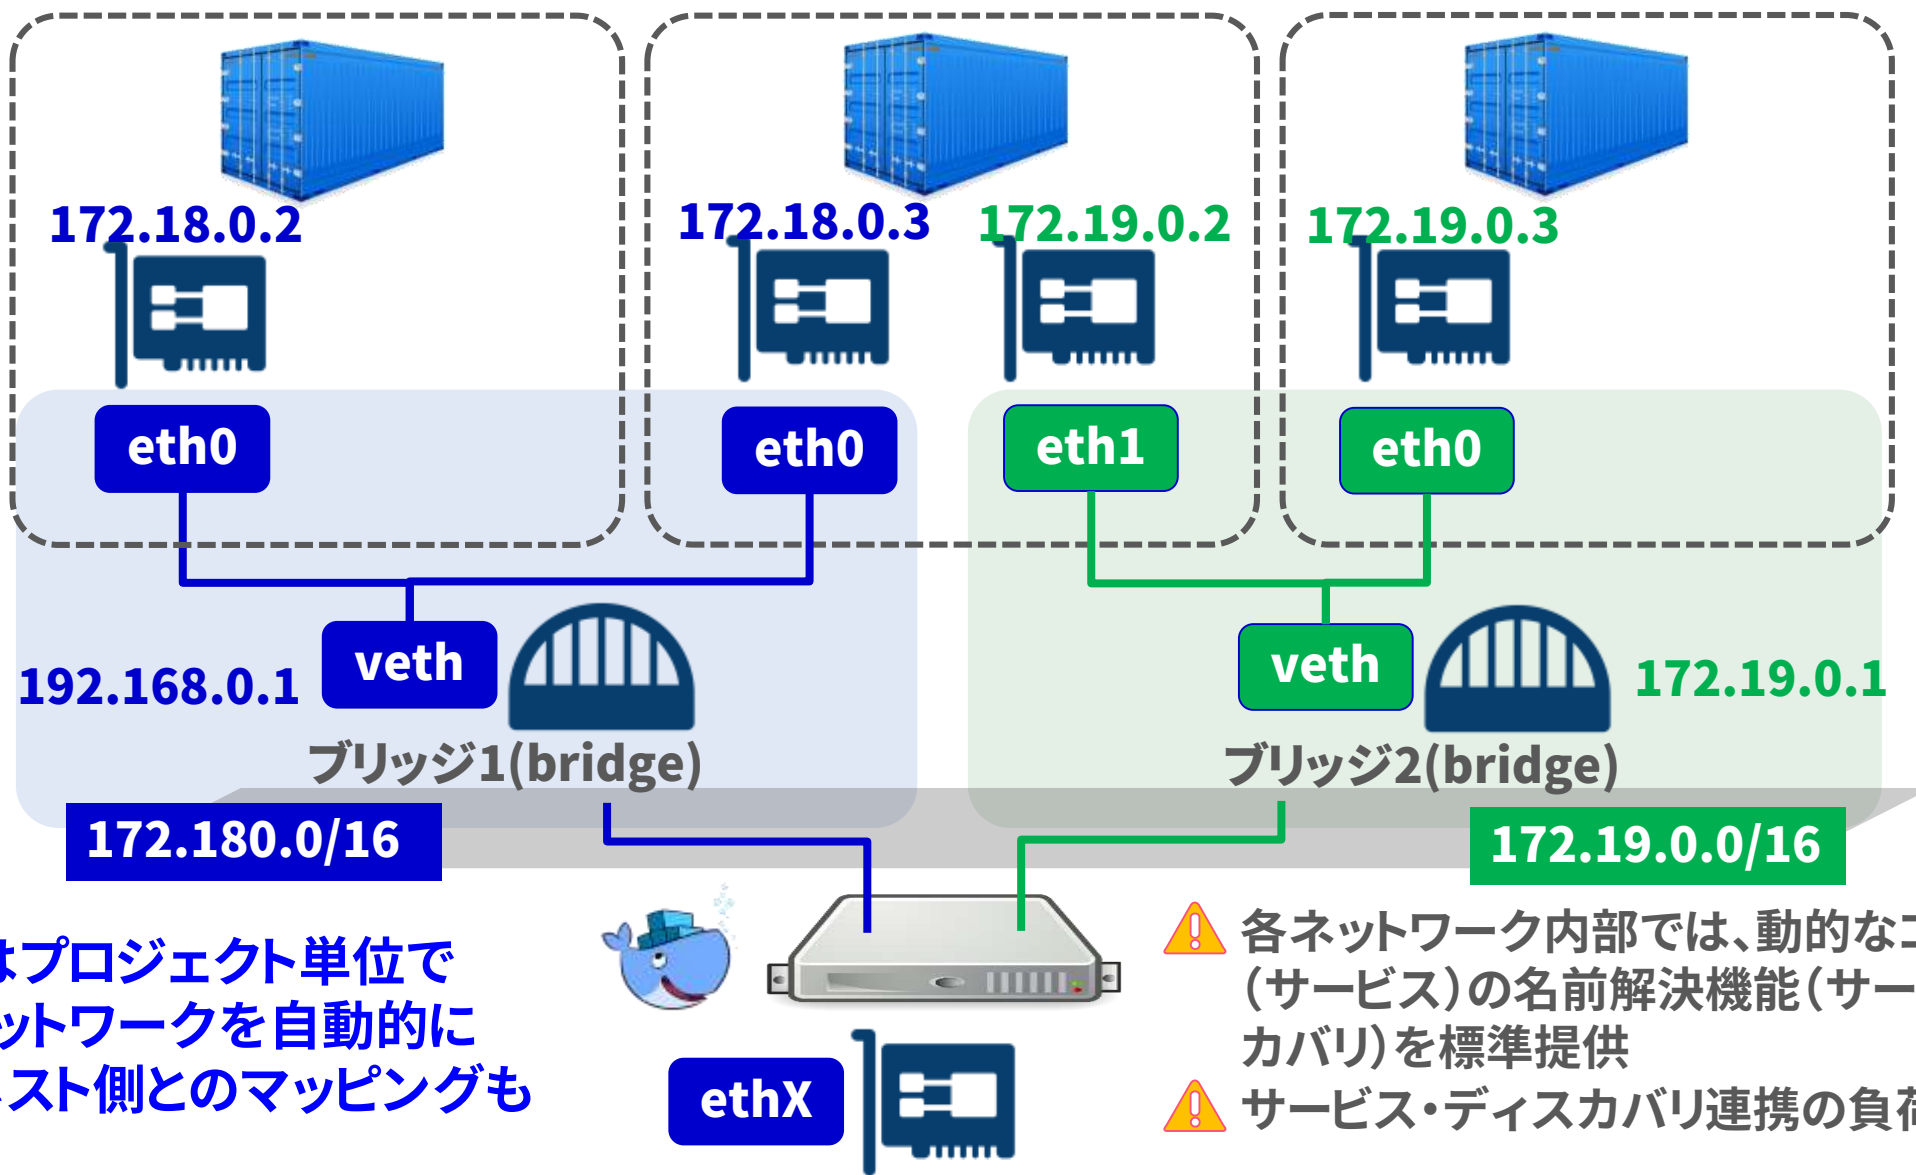 172.18.0.2
172.18.0.3
172.19.0.2
172.19.0.3
eth0
eth0
eth1
eth0
192.168.0.1
veth
veth
172.19.0.1
ブリッジ1(bridge)
ブリッジ2(bridge)
172.180.0/16
172.19.0.0/16
はプロジェクト単位で
ットワークを自動的に
スト側とのマッピングも
ethX
各ネットワーク内部では、動的なコ
（サービス）の名前解決機能（サー
カバリ）を標準提供
サービス・ディスカバリ連携の負荷